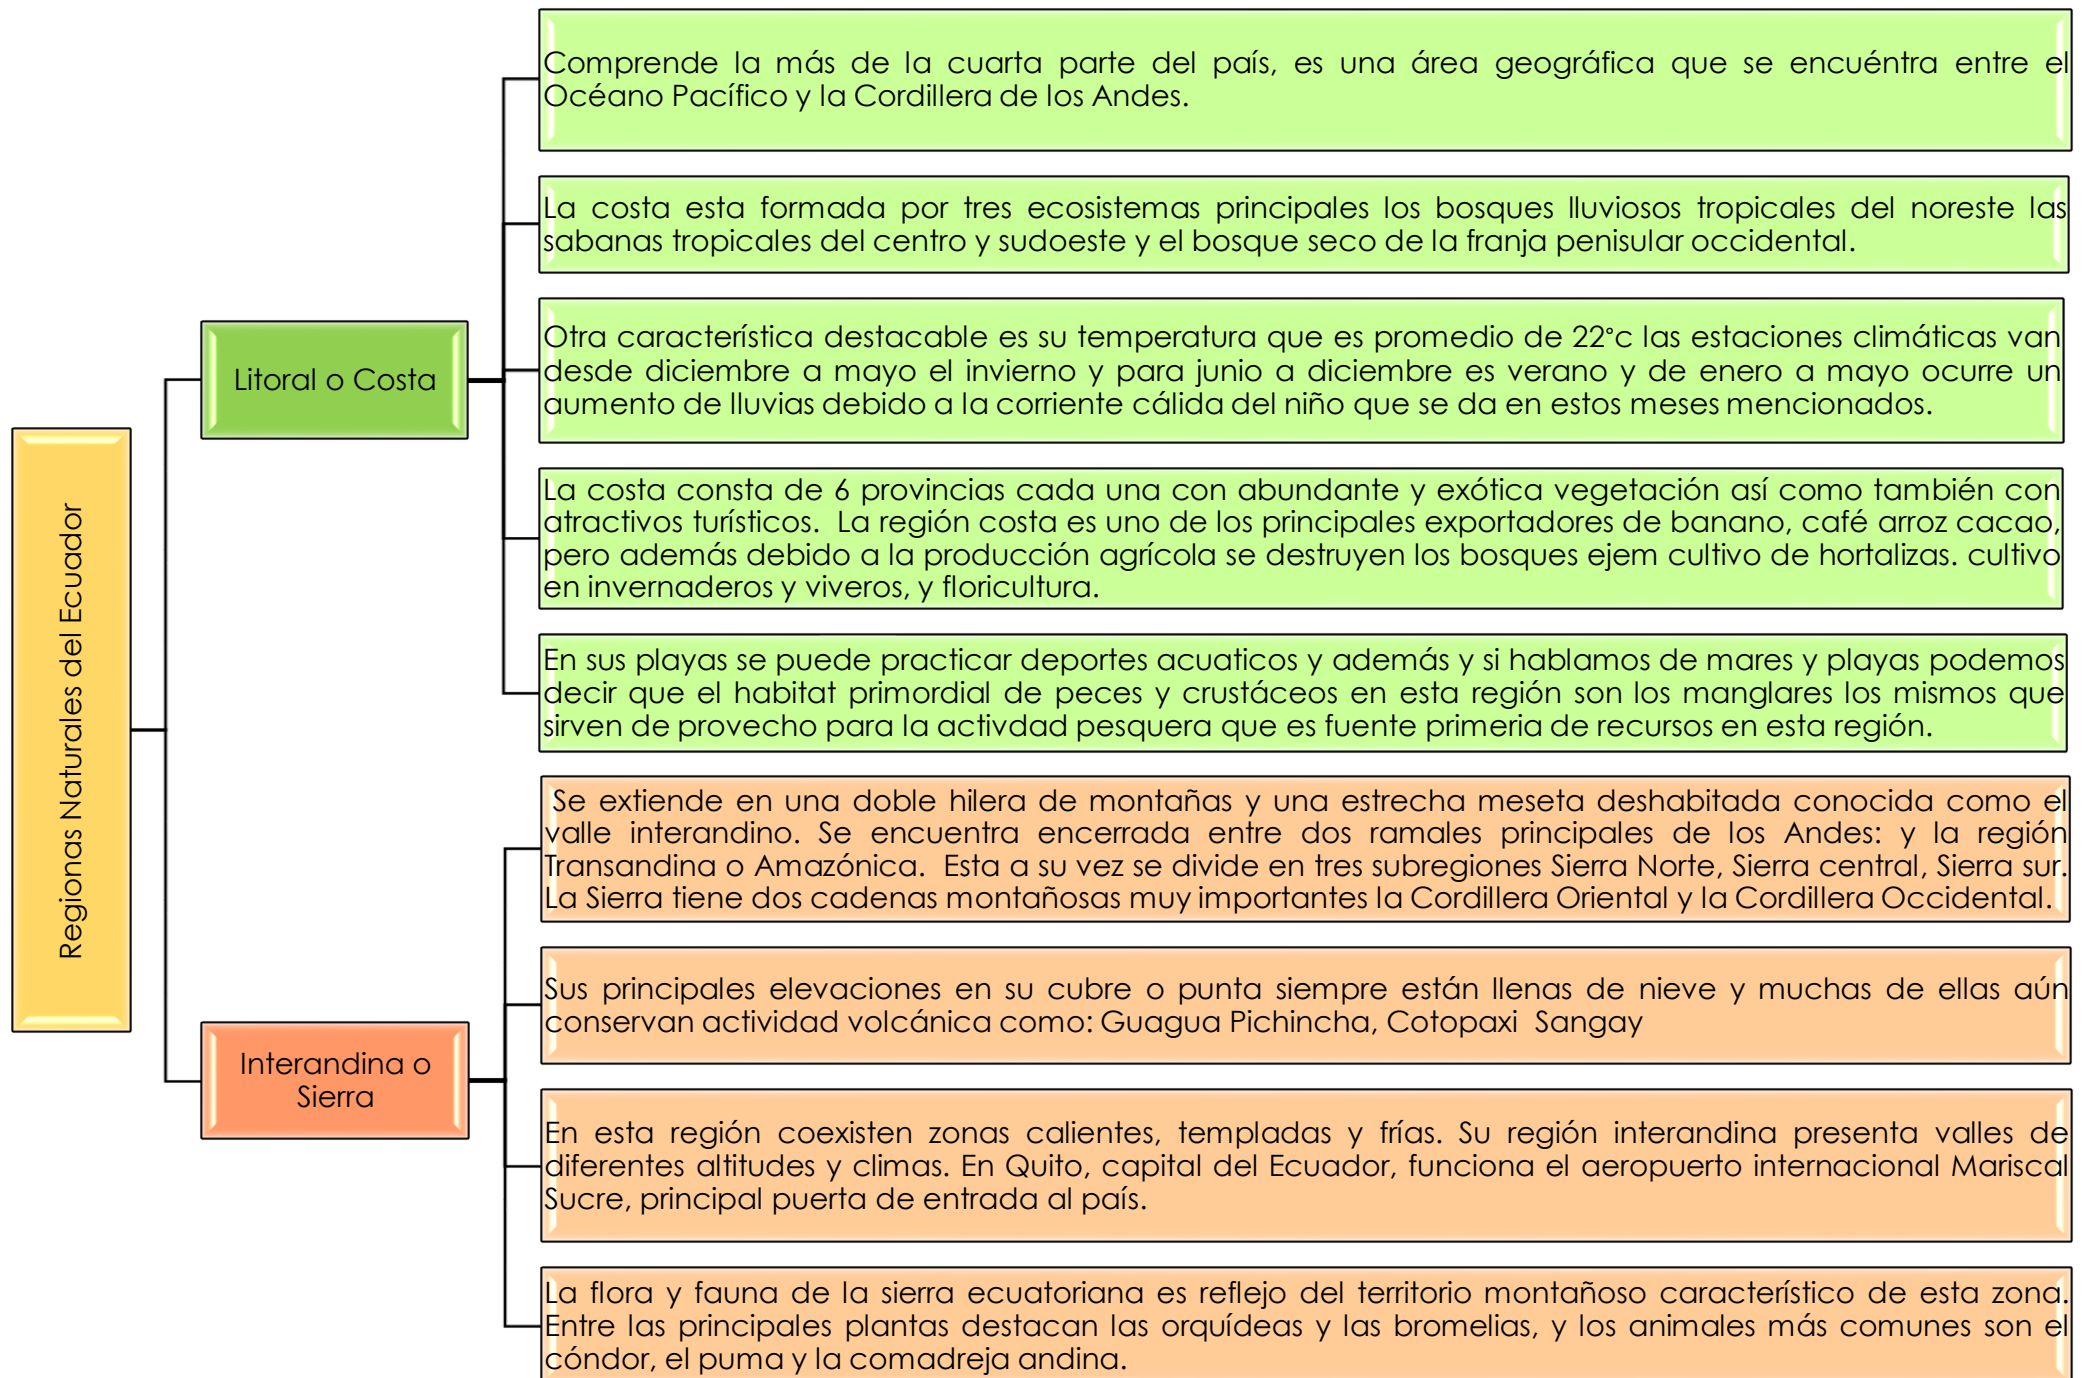 Regionas Naturales del Ecuador
Litoral o Costa
Comprende la más de la cuarta parte del país, es una área geográfica que se encuéntra entre el
Océano Pacífico y la Cordillera de los Andes.
La costa esta formada por tres ecosistemas principales los bosques lluviosos tropicales del noreste las
sabanas tropicales del centro y sudoeste y el bosque seco de la franja penisular occidental.
Otra característica destacable es su temperatura que es promedio de 22°c las estaciones climáticas van
desde diciembre a mayo el invierno y para junio a diciembre es verano y de enero a mayo ocurre un
aumento de lluvias debido a la corriente cálida del niño que se da en estos meses mencionados.
La costa consta de 6 provincias cada una con abundante y exótica vegetación así como también con
atractivos turísticos. La región costa es uno de los principales exportadores de banano, café arroz cacao,
pero además debido a la producción agrícola se destruyen los bosques ejem cultivo de hortalizas. cultivo
en invernaderos y viveros, y floricultura.
En sus playas se puede practicar deportes acuaticos y además y si hablamos de mares y playas podemos
decir que el habitat primordial de peces y crustáceos en esta región son los manglares los mismos que
sirven de provecho para la activdad pesquera que es fuente primeria de recursos en esta región.
Interandina o
Sierra
Se extiende en una doble hilera de montañas y una estrecha meseta deshabitada conocida como el
valle interandino. Se encuentra encerrada entre dos ramales principales de los Andes: y la región
Transandina o Amazónica. Esta a su vez se divide en tres subregiones Sierra Norte, Sierra central, Sierra sur.
La Sierra tiene dos cadenas montañosas muy importantes la Cordillera Oriental y la Cordillera Occidental.
Sus principales elevaciones en su cubre o punta siempre están llenas de nieve y muchas de ellas aún
conservan actividad volcánica como: Guagua Pichincha, Cotopaxi Sangay
En esta región coexisten zonas calientes, templadas y frías. Su región interandina presenta valles de
diferentes altitudes y climas. En Quito, capital del Ecuador, funciona el aeropuerto internacional Mariscal
Sucre, principal puerta de entrada al país.
La flora y fauna de la sierra ecuatoriana es reflejo del territorio montañoso característico de esta zona.
Entre las principales plantas destacan las orquídeas y las bromelias, y los animales más comunes son el
cóndor, el puma y la comadreja andina.